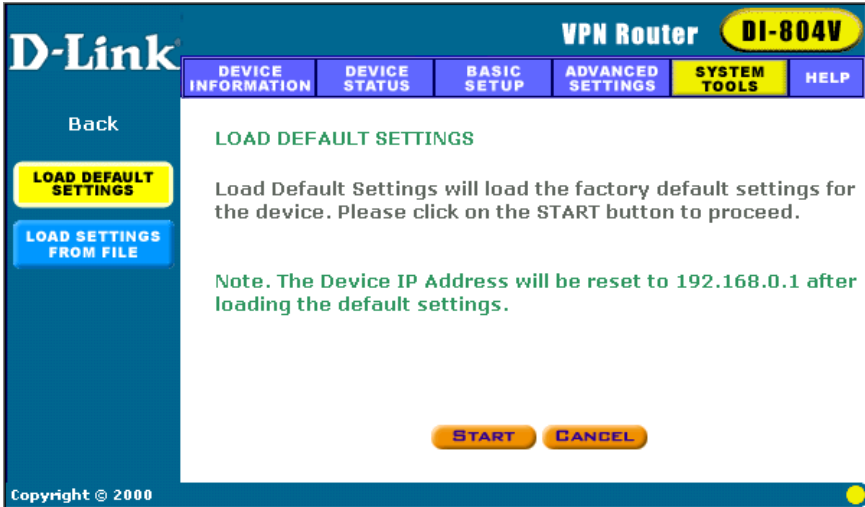 D-Link
VPN Router
DI-804V
DEVICE INFORMATION
DEVICE STATUS
BASIC SETUP
ADVANCED SETTINGS
SYSTEM TOOLS
HELP
Back
LOAD DEFAULT SETTINGS
LOAD SETTINGS FROM FILE
LOAD DEFAULT SETTINGS
Load Default Settings will load the factory default settings for
the device. Please click on the START button to proceed.
Note. The Device IP Address will be reset to 192.168.0.1 after
loading the default settings.
START
CANCEL
Copyright © 2000